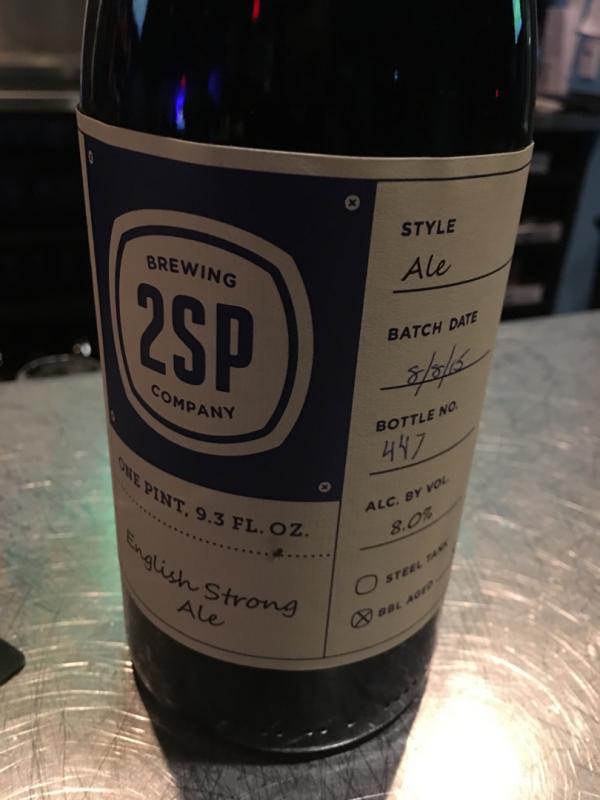 BREWING
2SP
COMPANY
ONE PINT, 9.3 FL. OZ.
English Strong
Ale
STYLE
Ale
BATCH DATE
8/8/15
BOTTLE NO.
447
ALC. BY VOL.
8.0%
STEEL TANK
BBL AGED